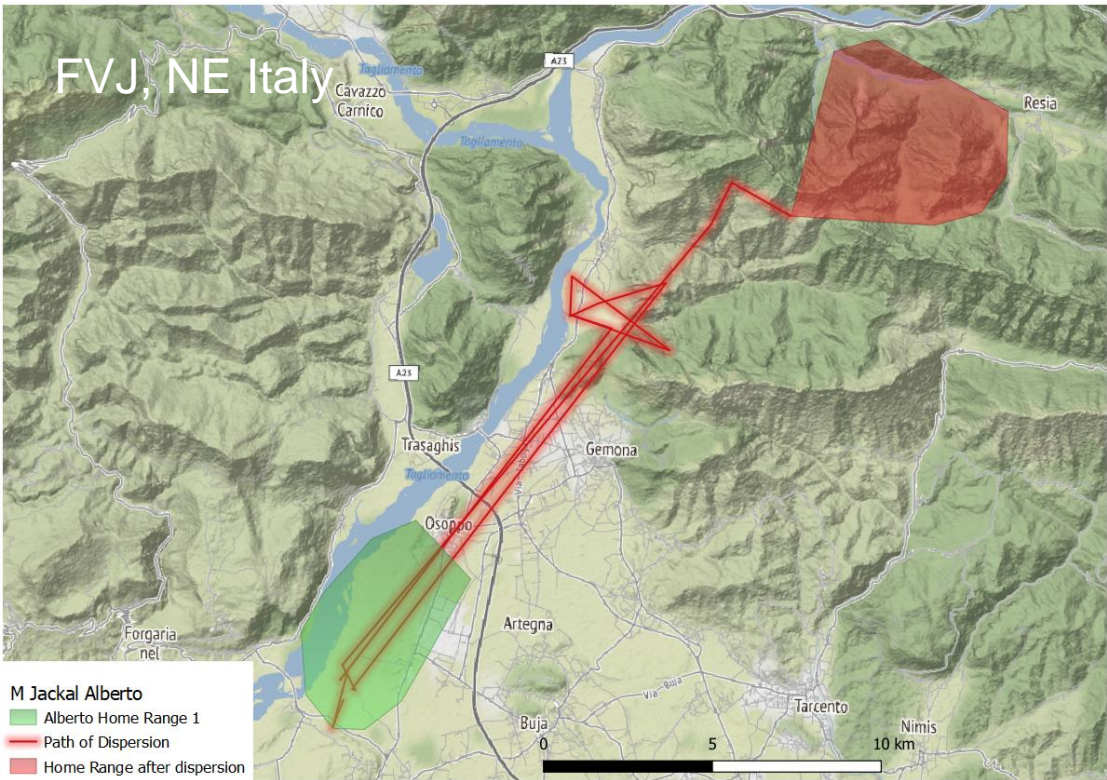 FVJ, NE Italy
A23
Tagliamento
Cavazzo
Carnico
Resia
Tagliamento
A23
Trasaghis
Gemona
Tagliamento
Osoppo
Artegna
Forgaria
nel
Via-Buja
Tarcento
Buja
Nimis
M Jackal Alberto
Alberto Home Range 1
Path of Dispersion
Home Range after dispersion
0 5 10 km